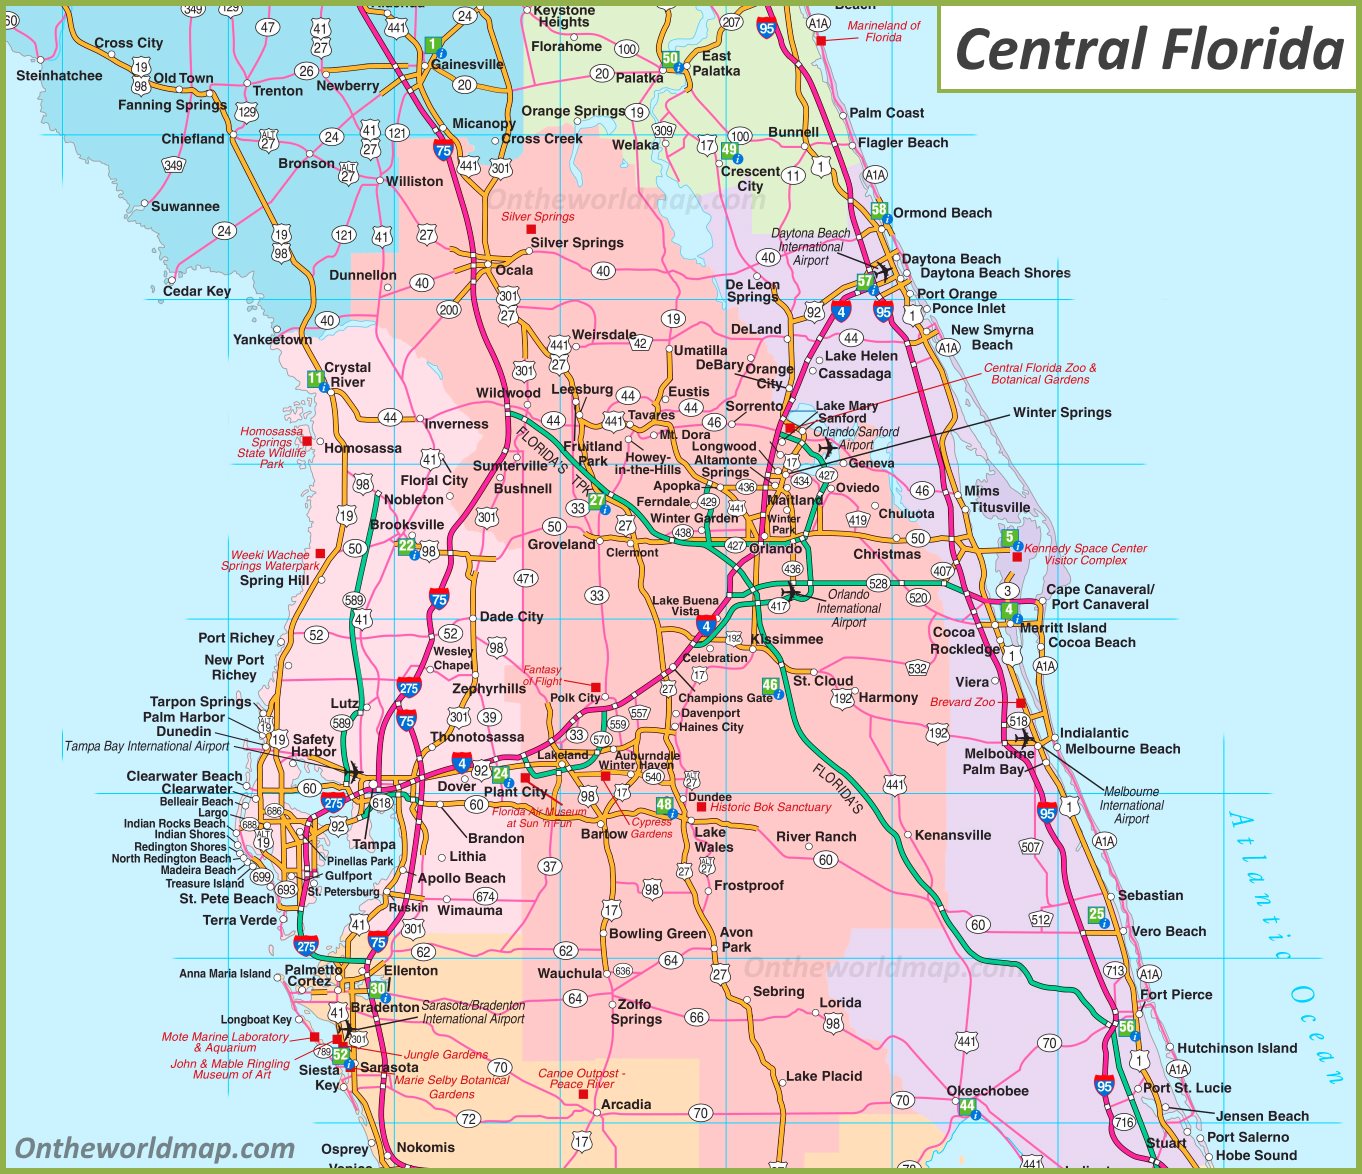 Central Florida
Keystone
Heights
Florahome
East
Palatka
Palatka
Marineland of
Florida
Cross City
Steinhatchee
Old Town
Fanning Springs
Trenton
Newberry
Gainesville
Orange Springs
Palm Coast
Chiefland
Micanopy
Cross Creek
Welaka
Bunnell
Flagler Beach
Bronson
Williston
Crescent
City
Suwannee
Ontheworldmap.com
Silver Springs
Silver Springs
Ormond Beach
Daytona Beach
International
Airport
Daytona Beach
Daytona Beach Shores
Ocala
Dunnellon
De Leon
Springs
Port Orange
Ponce Inlet
Cedar Key
Yankeetown
Weirsdale
DeLand
New Smyrna
Beach
Umatilla
DeBary
Orange
City
Lake Helen
Cassadaga
Central Florida Zoo &
Botanical Gardens
Crystal
River
Wildwood
Leesburg
Eustis
Sorrento
Lake Mary
Sanford
Orlando/Sanford
Airport
Winter Springs
Inverness
Tavares
Mt. Dora
Fruitland
Park
Howey-
in-the-Hills
Longwood
Altamonte
Springs
Geneva
Homosassa
Springs
State Wildlife
Park
Homosassa
FLORIDA'S
TPK
Floral City
Sumterville
Bushnell
Apopka
Ferndale
Maitland
Oviedo
Mims
Titusville
Nobleton
Brooksville
Winter Garden
Winter
Park
Chuluota
Groveland
Clermont
Orlando
Christmas
Weeki Wachee
Springs Waterpark
Spring Hill
Kennedy Space Center
Visitor Complex
Lake Buena
Vista
Orlando
International
Airport
Cape Canaveral/
Port Canaveral
Dade City
Port Richey
Wesley
Chapel
Kissimmee
Celebration
Cocoa
Rockledge
Merritt Island
Cocoa Beach
New Port
Richey
Zephyrhills
Fantasy
of Flight
Polk City
Champions Gate
St. Cloud
Harmony
Viera
Brevard Zoo
Tarpon Springs
Palm Harbor
Dunedin
Tampa Bay International Airport
Lutz
Safety
Harbor
Thonotosassa
Davenport
Haines City
Indialantic
Melbourne
Melbourne Beach
Palm Bay
Lakeland
Auburndale
Winter Haven
FLORIDA'S
Clearwater Beach
Clearwater
Belleair Beach
Largo
Indian Rocks Beach
Indian Shores
Redington Shores
North Redington Beach
Madeira Beach
Treasure Island
St. Pete Beach
Terra Verde
Dover
Plant City
Florida Air Museum
at Sun 'n Fun
Cypress
Gardens
Dundee
Historic Bok Sanctuary
Melbourne
International
Airport
Tampa
Brandon
Bartow
Lake
Wales
River Ranch
Kenansville
Pinellas Park
Gulfport
St. Petersburg
Lithia
Apollo Beach
Ruskin
Wimauma
Frostproof
Sebastian
Vero Beach
Bowling Green
Avon
Park
Atlantic Ocean
Anna Maria Island
Palmetto
Cortez
Ellenton
Wauchula
Ontheworldmap.com
Sebring
Lorida
Zolfo
Springs
Fort Pierce
Longboat Key
Bradenton
Sarasota/Bradenton
International Airport
Mote Marine Laboratory
& Aquarium
John & Mable Ringling
Museum of Art
Jungle Gardens
Siesta
Key
Sarasota
Marie Selby Botanical
Gardens
Canoe Outpost -
Peace River
Arcadia
Lake Placid
Okeechobee
Hutchinson Island
Port St. Lucie
Jensen Beach
Port Salerno
Stuart
Hobe Sound
Osprey
Nokomis
Venice
Ontheworldmap.com